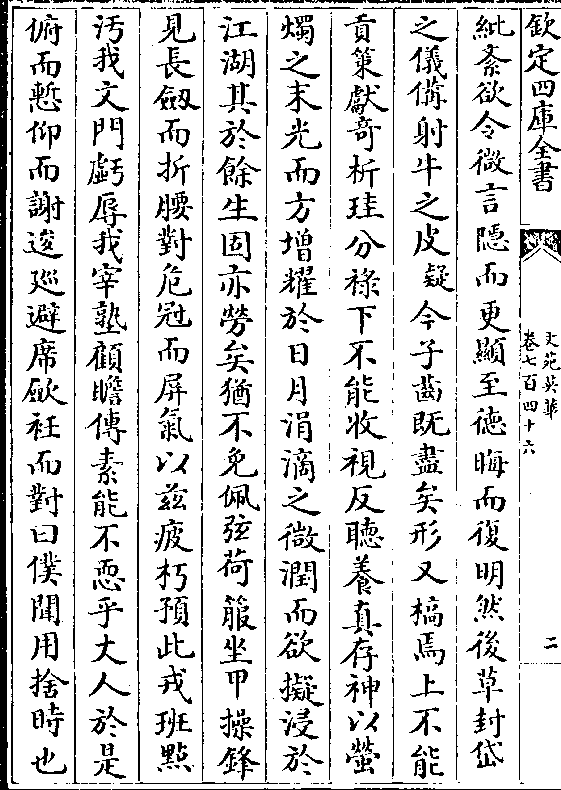 欽定四庫全書
文苑英華
卷七百四十六
二
紕紊欲令微言隠而更顯至徳晦而復明然後草封岱
之儀備射牛之皮疑今子齒既盡矣形又槁焉上不能
貢策獻竒析珪分禄下不能收視反聽養真存神以螢
燭之末光而方增耀於日月涓滴之微潤而欲擬浸於
江湖其於餘生固亦勞矣猶不免佩弦荷箙坐甲操鋒
見長劔而折腰對危冠而屏氣以兹疲朽預此戎班點
汚我文門虧辱我宰塾顧瞻傳素能不恧乎丈人於是
俯而慙仰而謝逡廵避席歛衽而對曰僕聞用捨時也